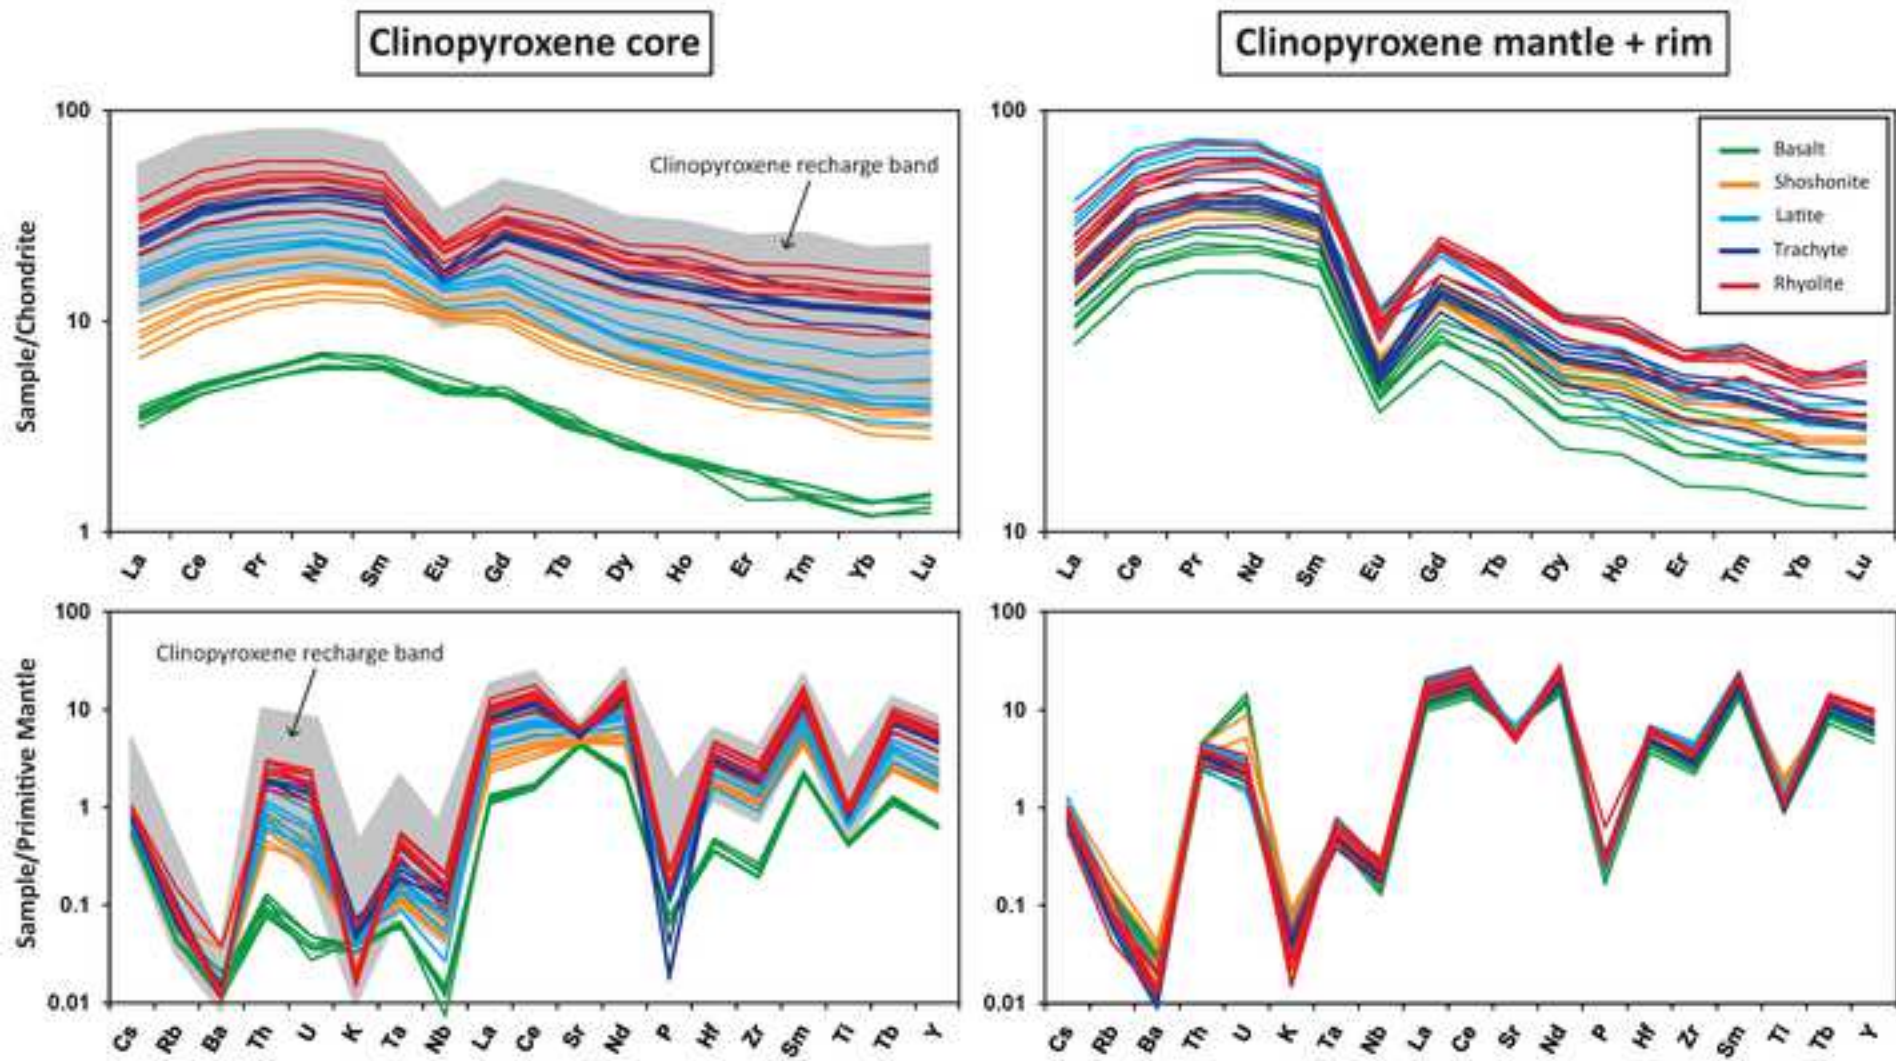 Clinopyroxene core
Clinopyroxene mantle + rim
Sample/Chondrite
100
10
1
Clinopyroxene recharge band
La Ce Pr Nd Sm Eu Gd Tb Dy Ho Er Tm Yb Lu
100
10
Basalt
Shoshonite
Latite
Trachyte
Rhyolite
La Ce Pr Nd Sm Eu Gd Tb Dy Ho Er Tm Yb Lu
Sample/Primitive Mantle
100
10
1
0.1
0.01
Clinopyroxene recharge band
Cs Rb Ba Th U K Ta Nb La Ce Sr Nd P Hf Zr Sm Ti Tb Y
100
10
1
0.1
0.01
Cs Rb Ba Th U K Ta Nb La Ce Sr Nd P Hf Zr Sm Ti Tb Y